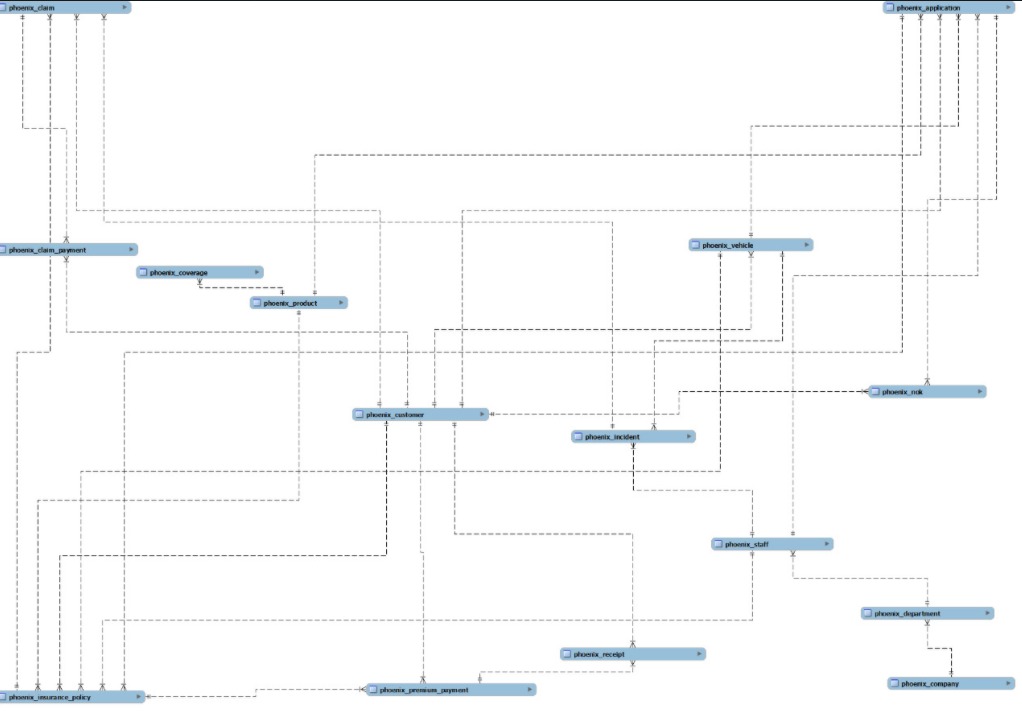 phoenix_claim
phoenix_application
phoenix_vehicle
phoenix_claim_payment
phoenix_coverage
phoenix_product
phoenix_nok
phoenix_customer
phoenix_incident
phoenix_staff
phoenix_department
phoenix_receipt
phoenix_company
phoenix_premium_payment
phoenix_insurance_policy